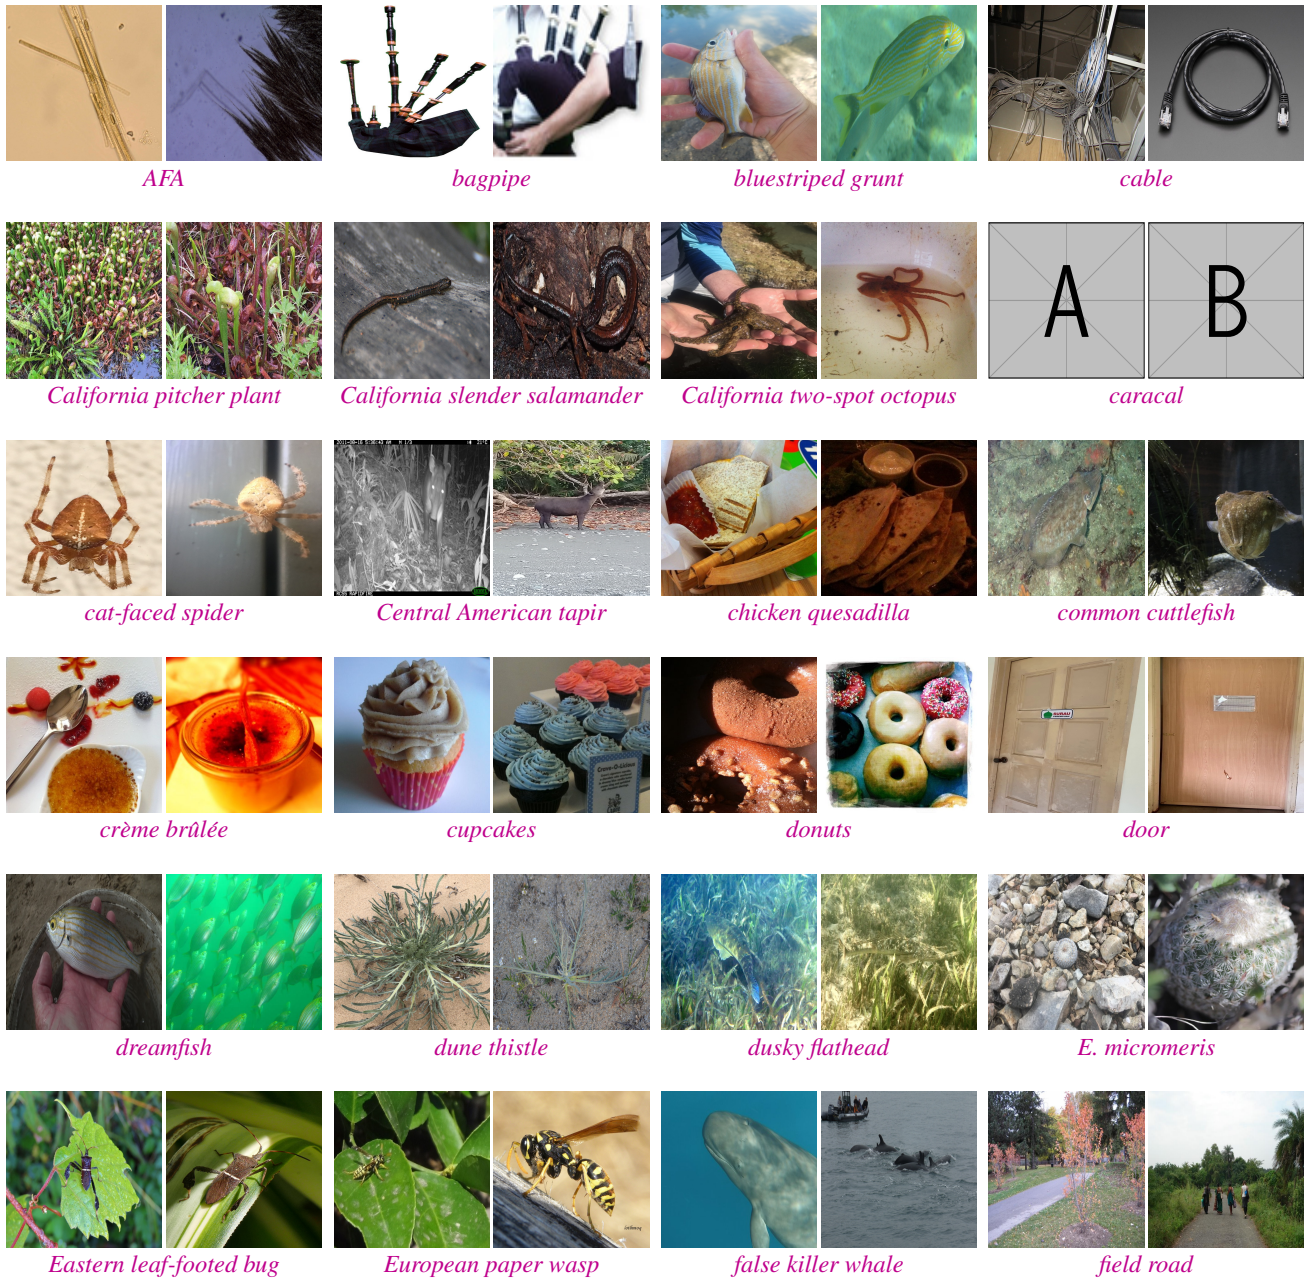 AFA
bagpipe
bluestriped grunt
cable
California pitcher plant
California slender salamander
California two-spot octopus
A
B
caracal
cat-faced spider
Central American tapir
chicken quesadilla
common cuttlefish
crème brûlée
cupcakes
donuts
door
dreamfish
dune thistle
dusky flathead
E. micromeris
Eastern leaf-footed bug
European paper wasp
false killer whale
field road